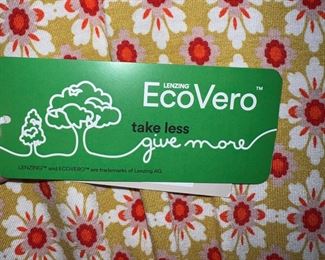 LENZING
EcoVero™
take less
give more
LENZING™ and ECOVERO™ are trademarks of Lenzing AG.